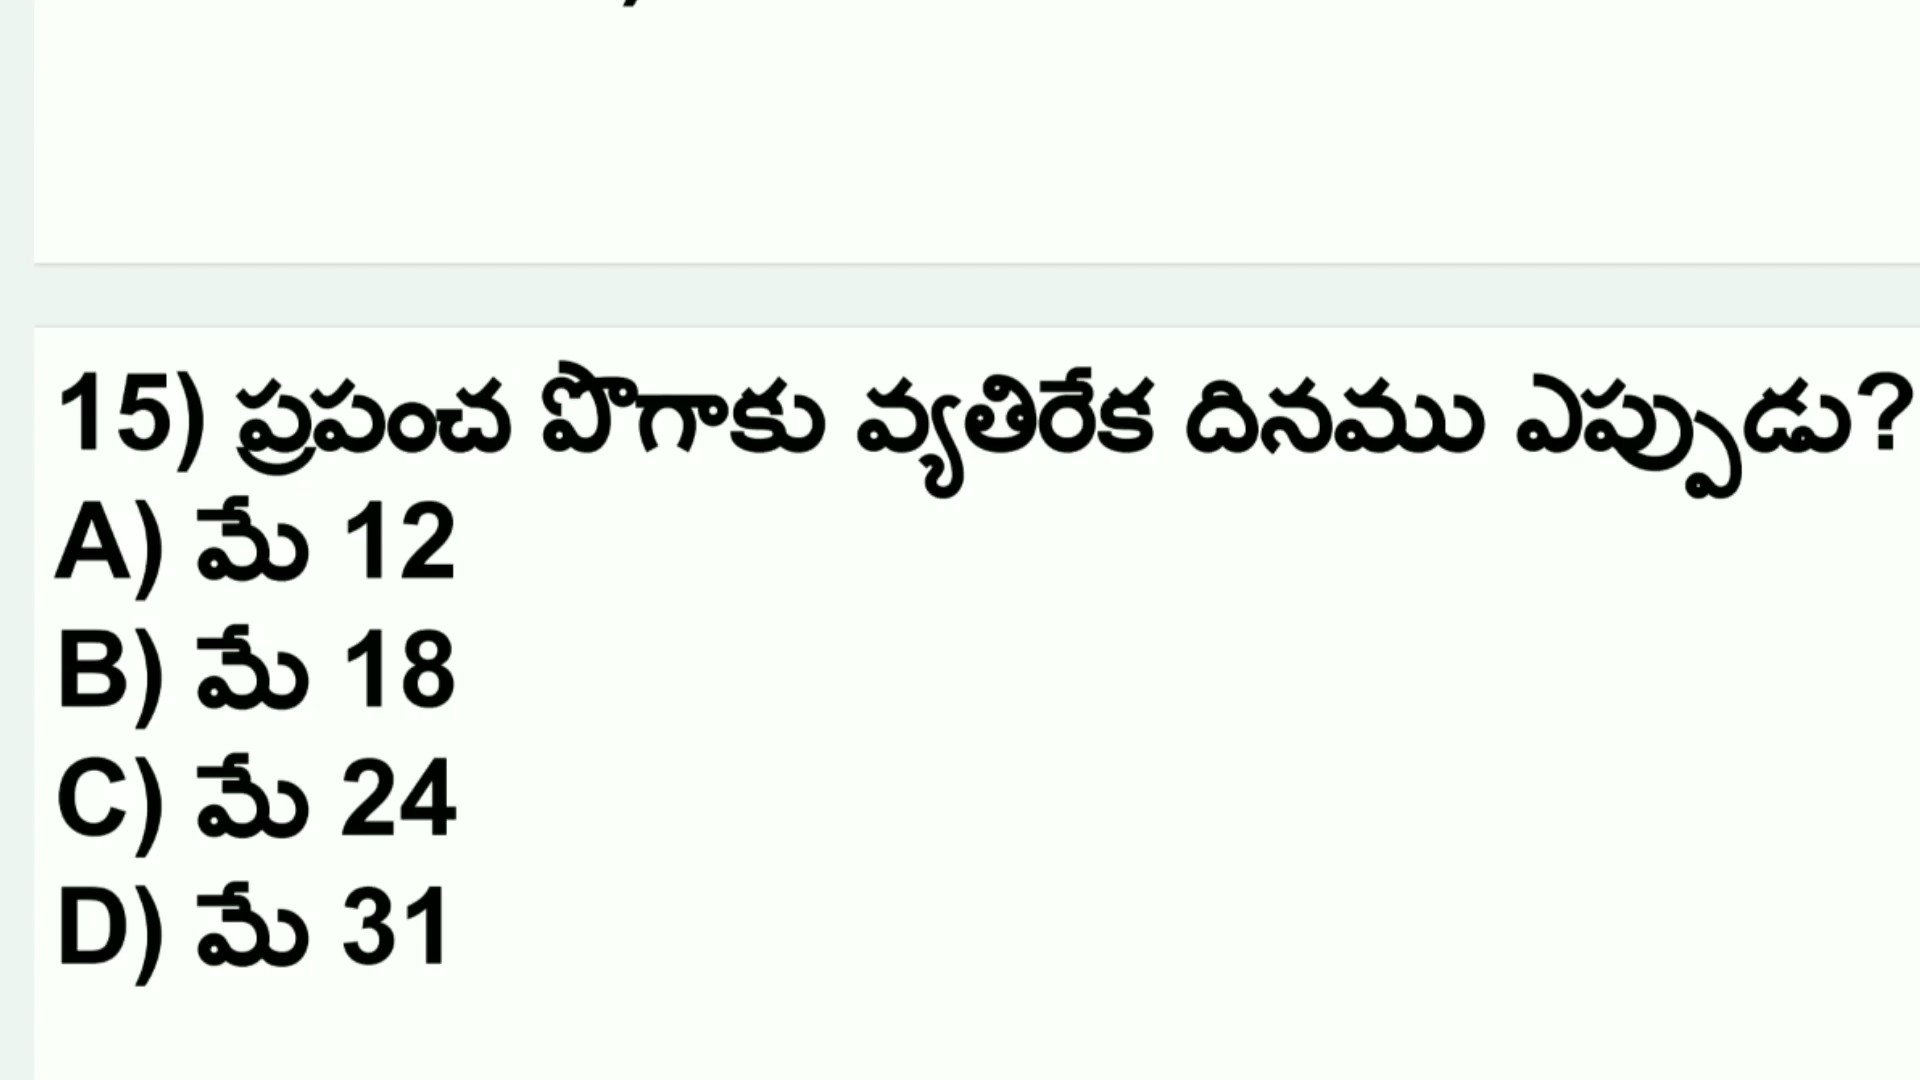 15) ప్రపంచ పొగాకు వ్యతిరేక దినము ఎప్పుడు?
A) మే 12
B) మే 18
C) మే 24
D) మే 31